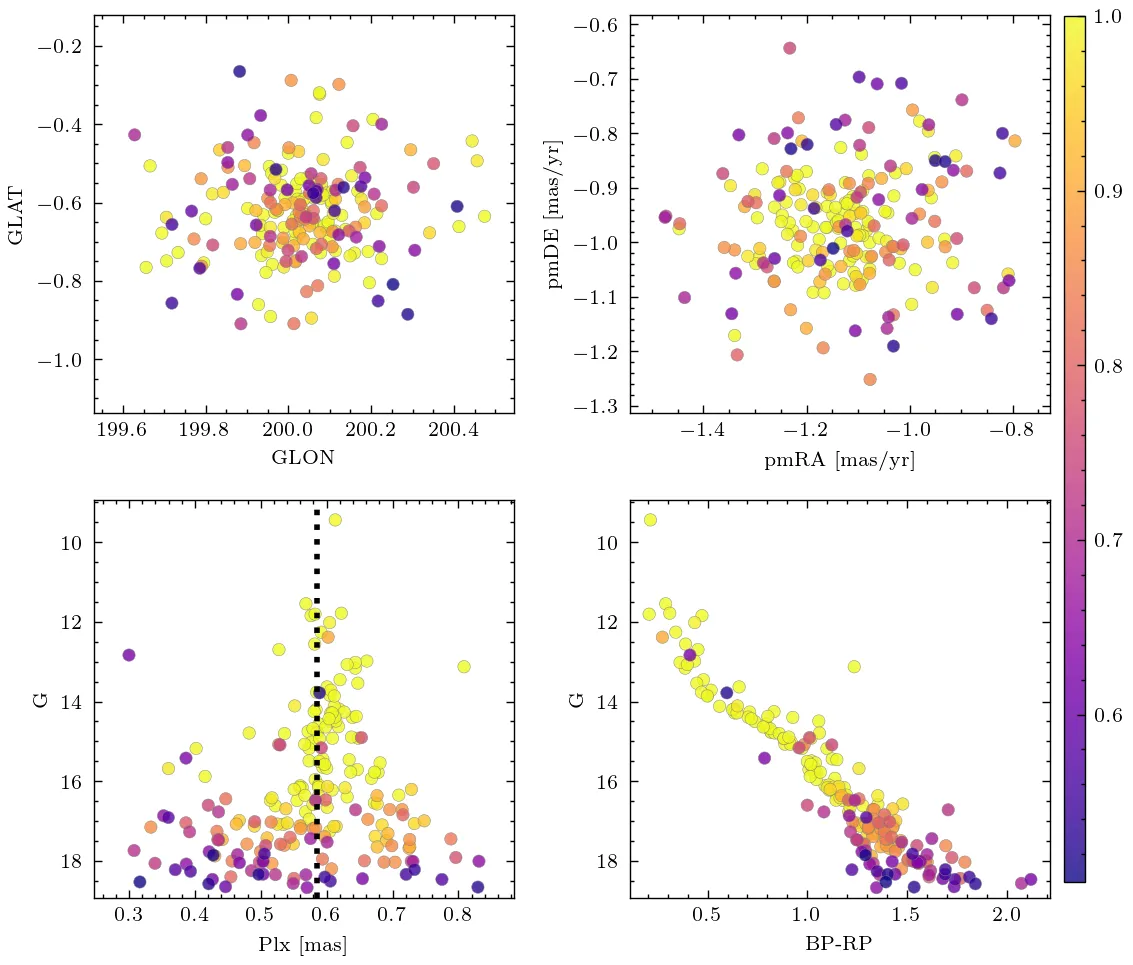 GLAT
−0.2
−0.4
−0.6
−0.8
−1.0
199.6 199.8 200.0 200.2 200.4
GLON
pmDE [mas/yr]
−0.6
−0.7
−0.8
−0.9
−1.0
−1.1
−1.2
−1.3
−1.4 −1.2 −1.0 −0.8
pmRA [mas/yr]
1.0
0.9
0.8
0.7
0.6
G
10
12
14
16
18
0.3 0.4 0.5 0.6 0.7 0.8
Plx [mas]
G
10
12
14
16
18
0.5 1.0 1.5 2.0
BP-RP